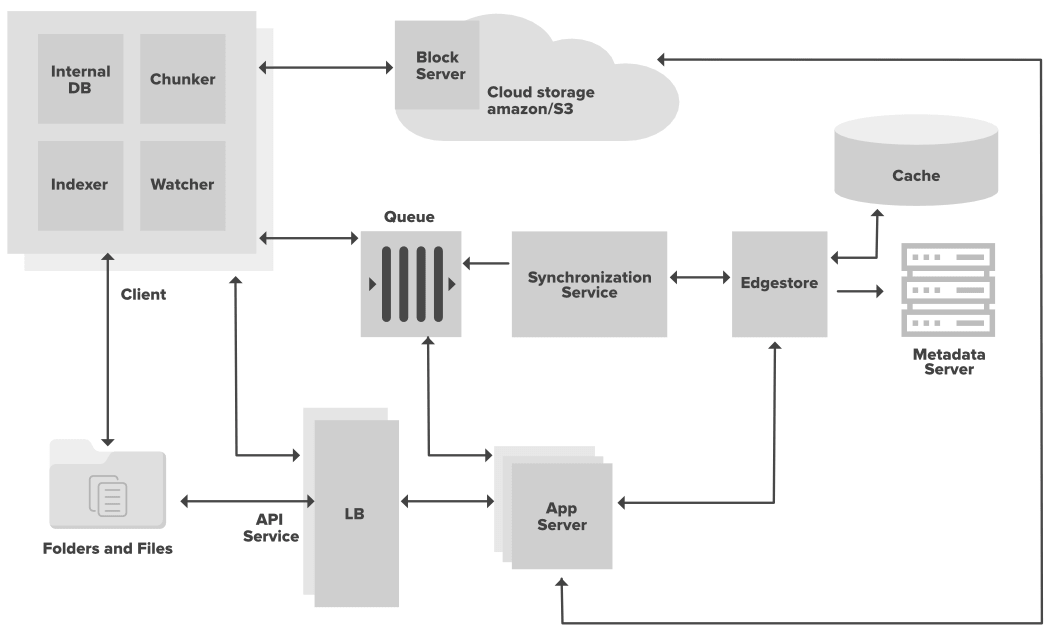 Internal
DB
Chunker
Indexer
Watcher
Client
Block
Server
Cloud storage
amazon/S3
Cache
Queue
Synchronization
Service
Edgestore
Metadata
Server
Folders and Files
API
Service
LB
App
Server